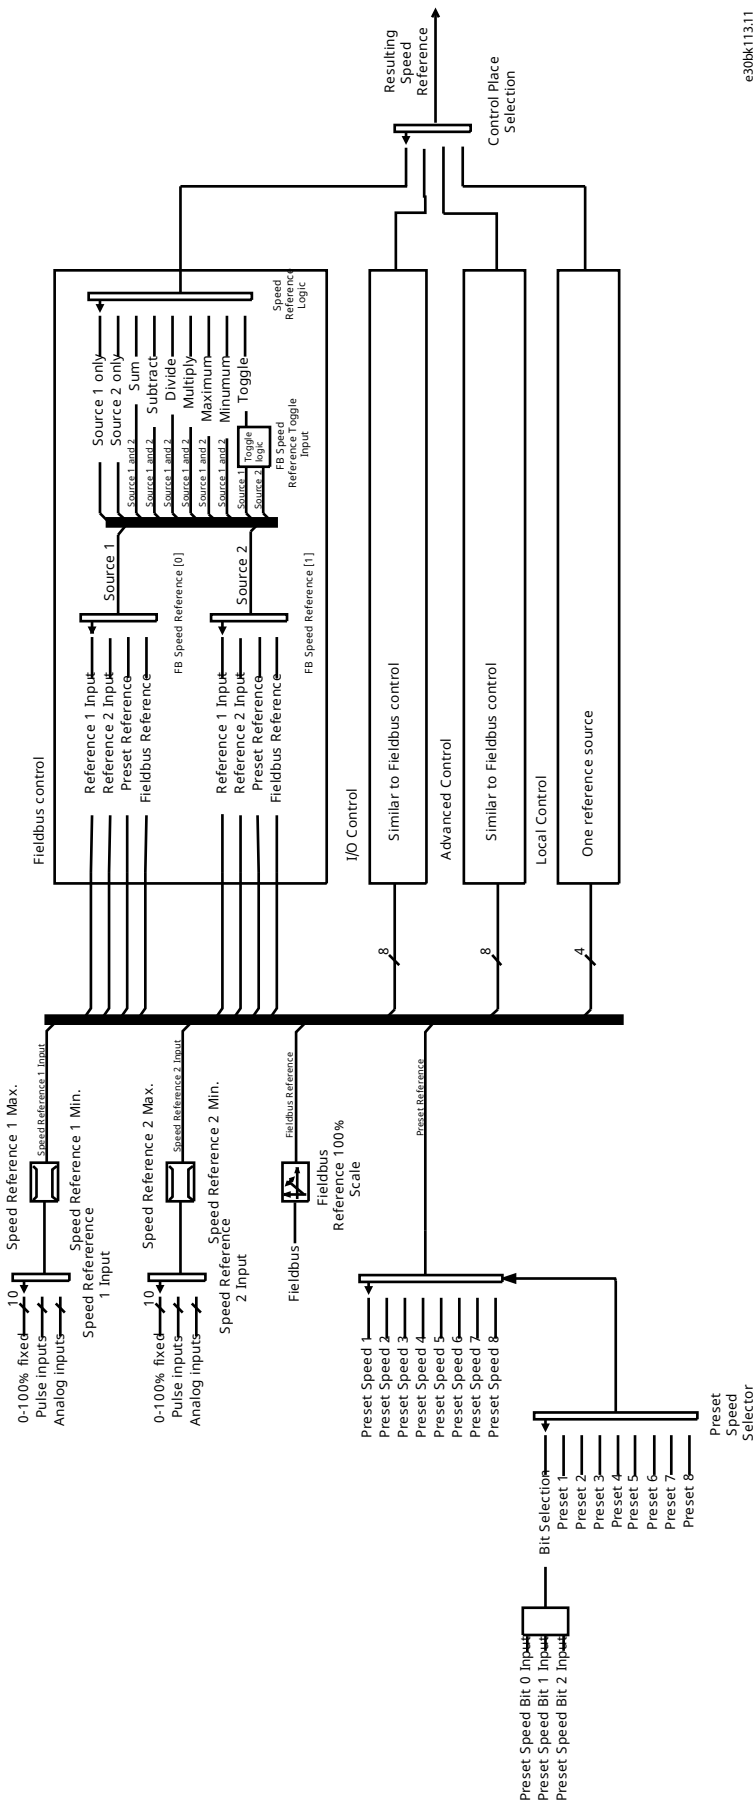 e30bk113.11
Resulting
Speed
Reference
Control Place
Selection
Speed
Reference
Logic
Source 1 only
Source 2 only
Sum
Subtract
Divide
Multiply
Maximum
Minumum
Toggle
Source 1 and 2
Source 1 and 2
Source 1 and 2
Source 1 and 2
Source 1 and 2
Source 1 and 2
Source 1
Source 2
Toggle
logic
FB Speed
Reference Toggle
Input
Source 1
Source 2
FB Speed Reference [0]
FB Speed Reference [1]
Reference 1 Input
Reference 2 Input
Preset Reference
Fieldbus Reference
Reference 1 Input
Reference 2 Input
Preset Reference
Fieldbus Reference
Fieldbus control
I/O Control
Similar to Fieldbus control
Advanced Control
Similar to Fieldbus control
Local Control
One reference source
8
8
4
Speed Reference 1 Input
Speed Reference 2 Input
Fieldbus Reference
Preset Reference
Speed Reference 1 Max.
Speed Reference 1 Min.
Speed Refererence
1 Input
Speed Reference 2 Max.
Speed Reference 2 Min.
Speed Reference
2 Input
Fieldbus
Reference 100%
Scale
Fieldbus
10
0-100% fixed
Pulse inputs
Analog inputs
10
0-100% fixed
Pulse inputs
Analog inputs
Preset Speed 1
Preset Speed 2
Preset Speed 3
Preset Speed 4
Preset Speed 5
Preset Speed 6
Preset Speed 7
Preset Speed 8
Preset
Speed
Selector
Bit Selection
Preset 1
Preset 2
Preset 3
Preset 4
Preset 5
Preset 6
Preset 7
Preset 8
Preset Speed Bit 0 Input
Preset Speed Bit 1 Input
Preset Speed Bit 2 Input